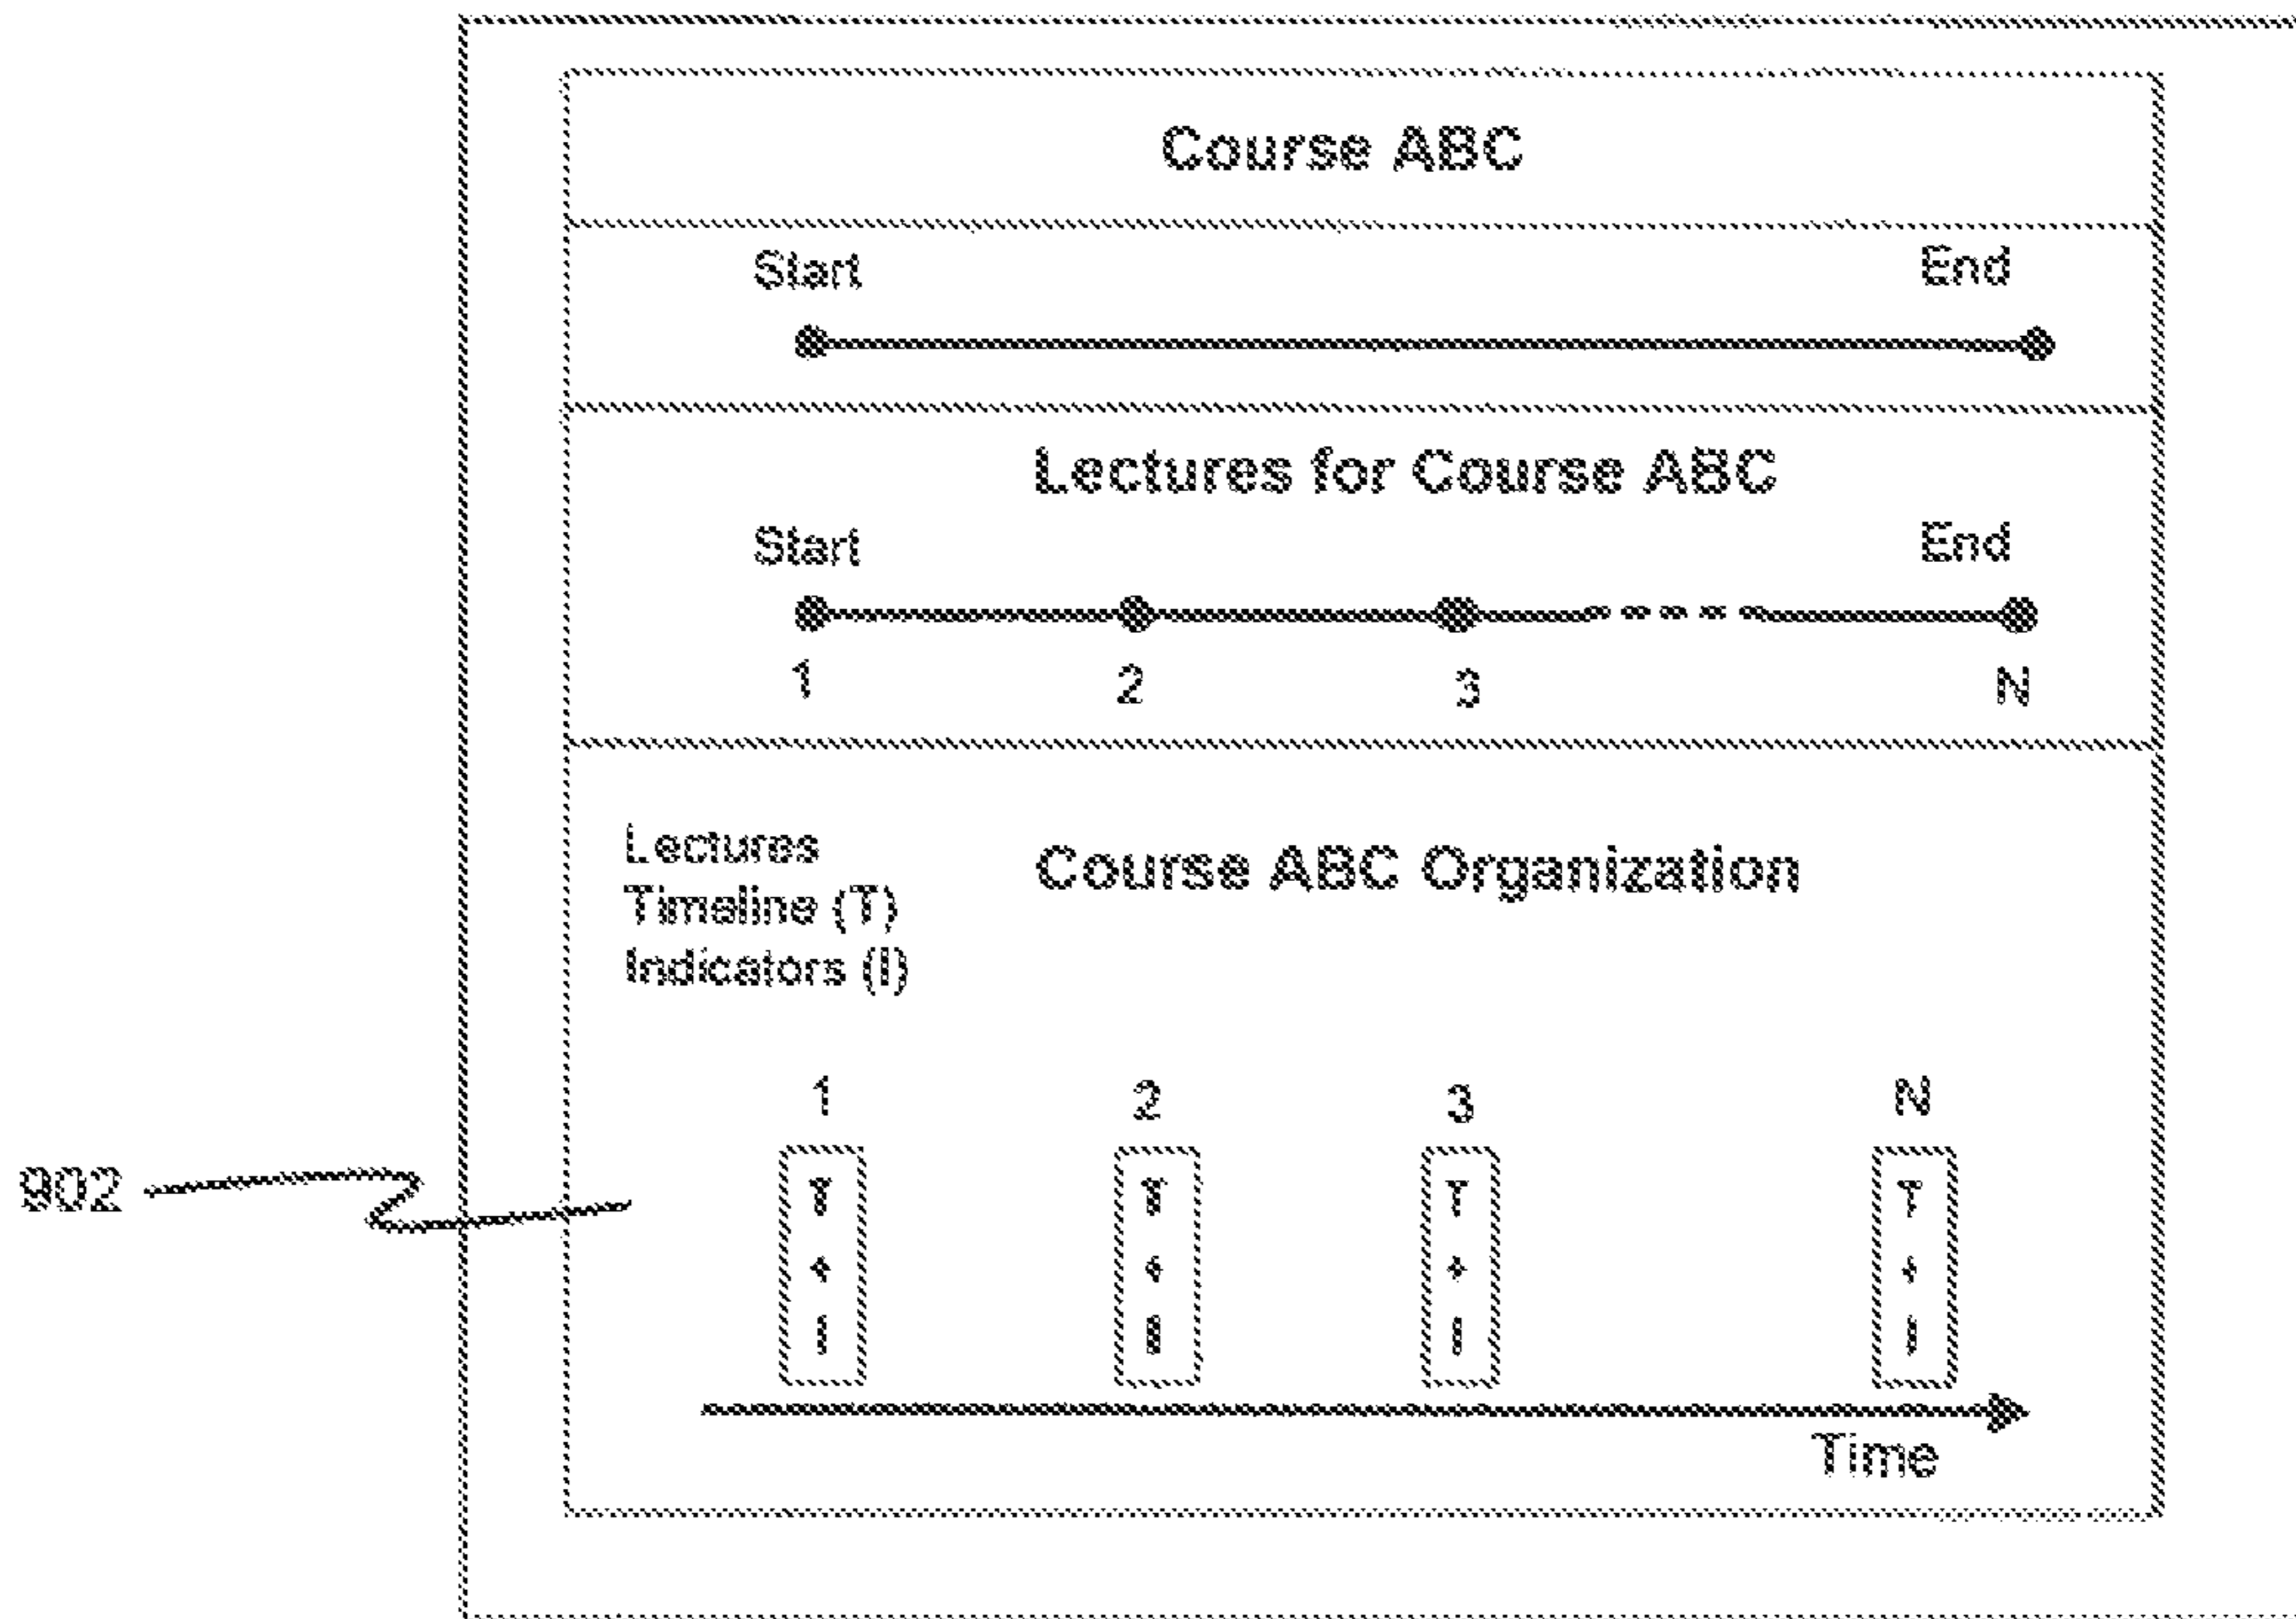 Course ABC
Start End
Lectures for Course ABC
Start End
1 2 3 N
Lectures
Timeline (T)
Indicators (I)
Course ABC Organization
1 2 3 N
902
T T T T
+ + + +
I I I I
Time